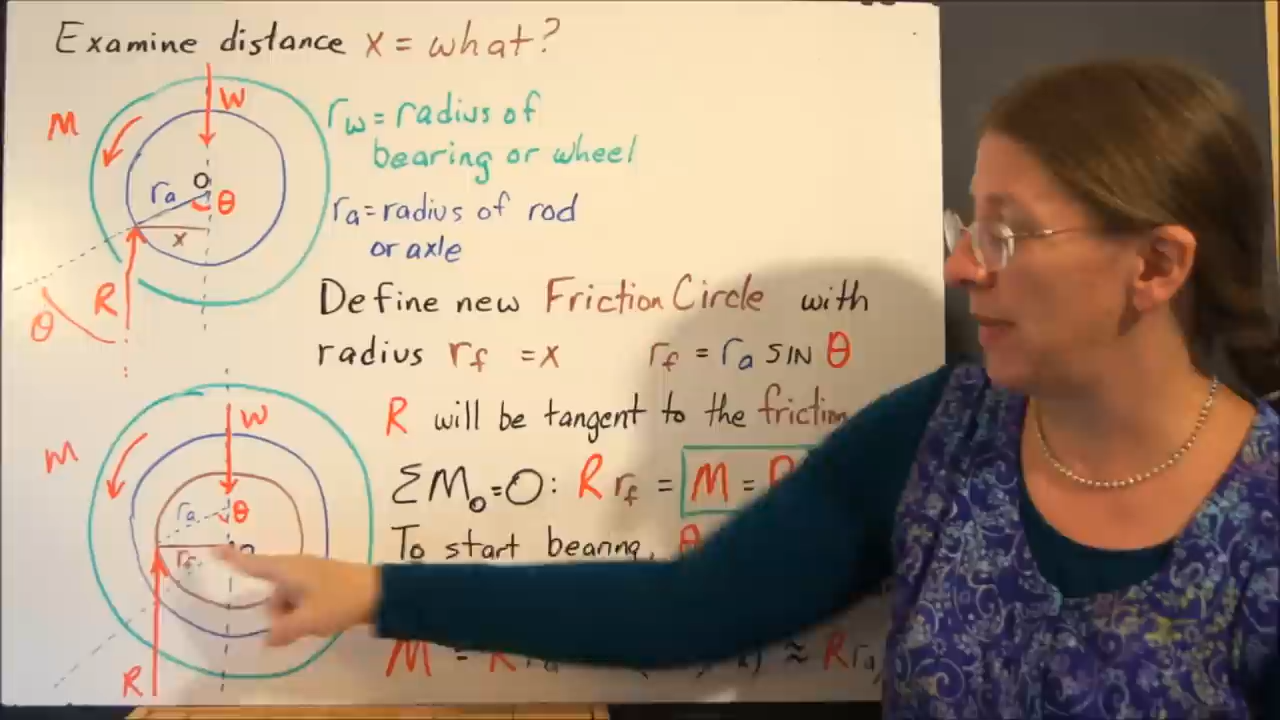 Examine distance x = what?
W
M
O
ra
θ
x
R
θ
rw = radius of
bearing or wheel
ra = radius of rod
or axle
Define new Friction Circle with
radius rf = x rf = ra SIN θ
R will be tangent to the friction
ΣMo = 0: R rf = M =
To start bearing, θ
M =
≈ R ra
W
M
ra
θ
rf
R